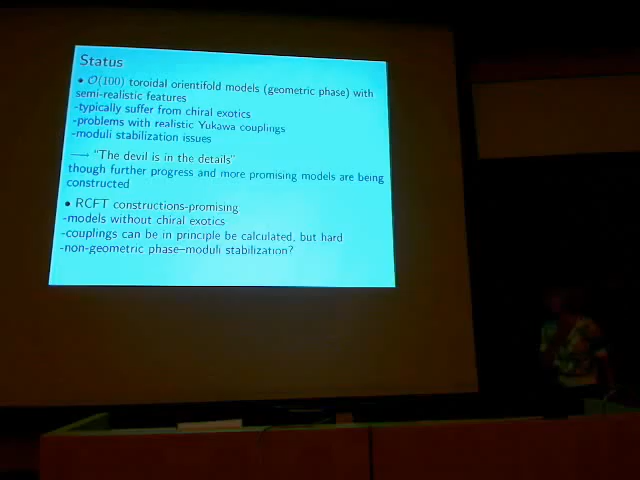 Status
• O(100) toroidal orientifold models (geometric phase) with
semi-realistic features
-typically suffer from chiral exotics
-problems with realistic Yukawa couplings
-moduli stabilization issues
⟶ "The devil is in the details"
though further progress and more promising models are being
constructed
• RCFT constructions-promising
-models without chiral exotics
-couplings can be in principle be calculated, but hard
-non-geometric phase–moduli stabilization?